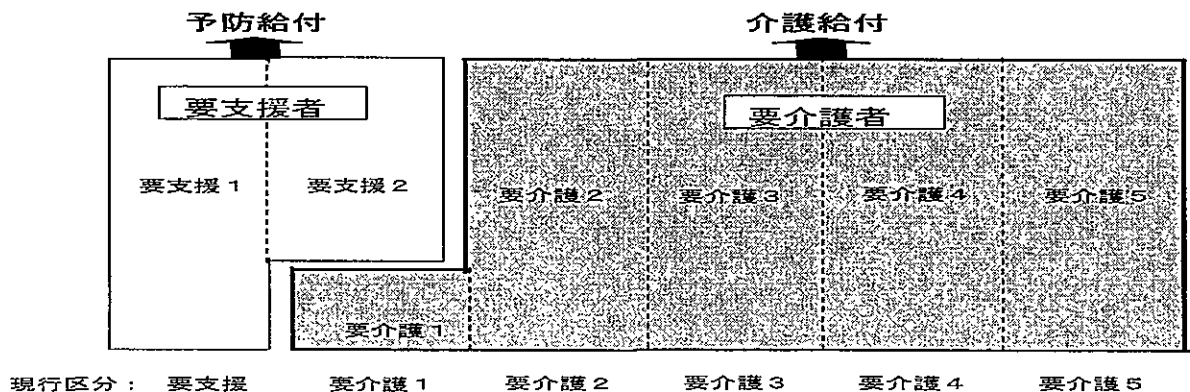 予防給付 介護給付
要支援者 要介護者
要支援1 要支援2 要介護2 要介護3 要介護4 要介護5
要介護1
現行区分： 要支援 要介護1 要介護2 要介護3 要介護4 要介護5